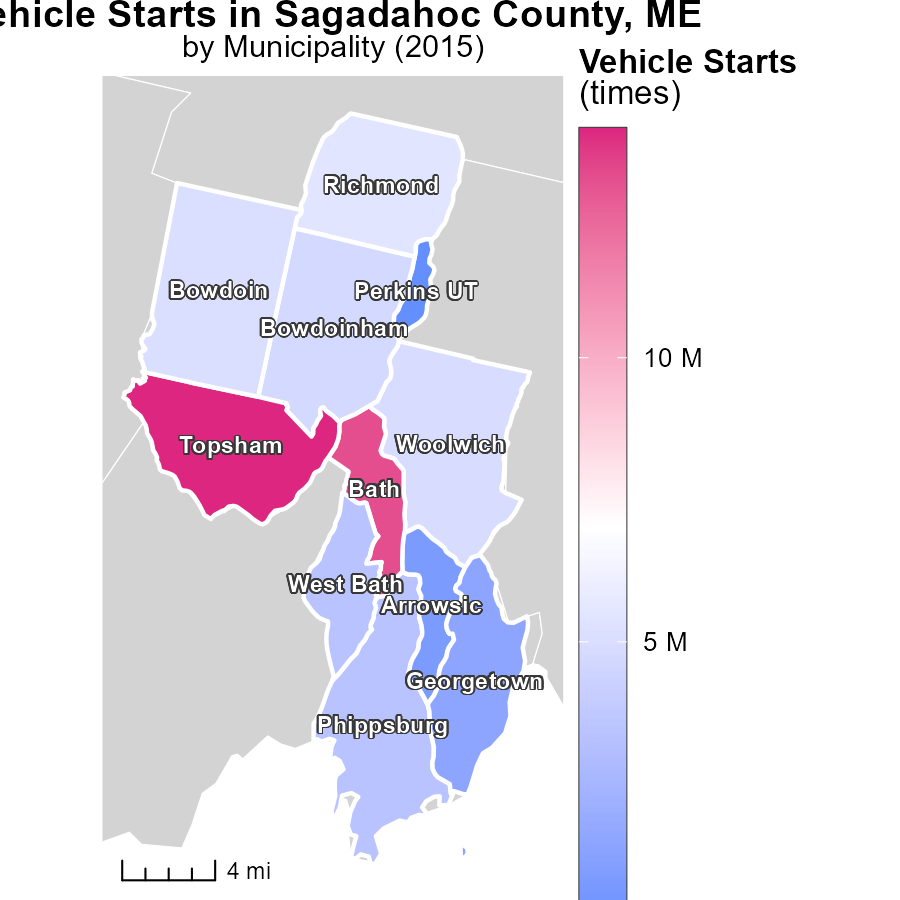 ehicle Starts in Sagadahoc County, ME
by Municipality (2015)
Vehicle Starts
(times)
Richmond
Bowdoin
Perkins UT
Bowdoinham
10 M
Topsham
Woolwich
Bath
West Bath
Arrowsic
5 M
Georgetown
Phippsburg
4 mi